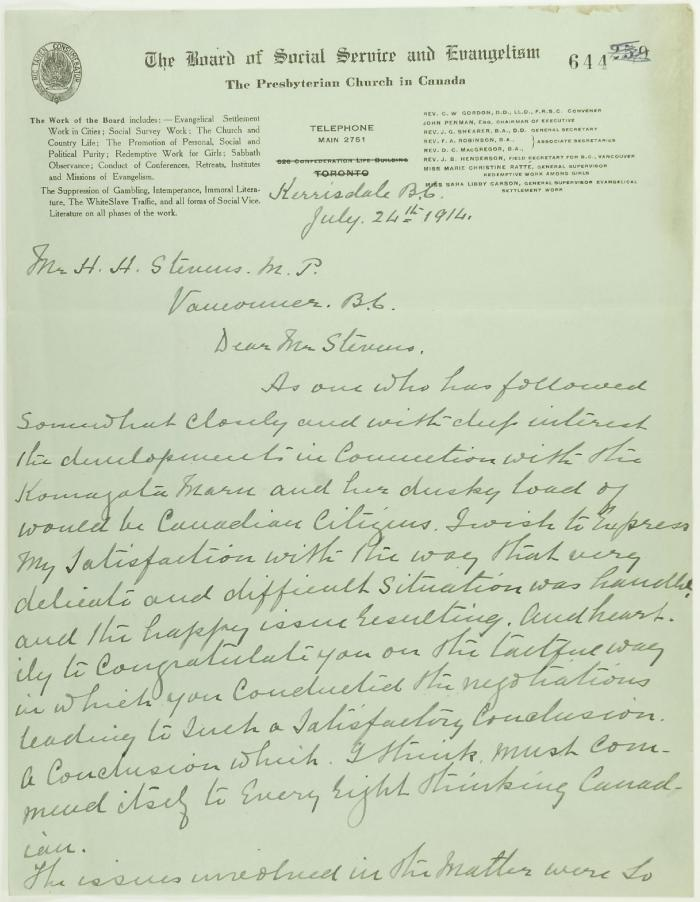 The Board of Social Service and Evangelism
The Presbyterian Church in Canada
644 259
The Work of the Board includes:—Evangelical Settlement
Work in Cities; Social Survey Work; The Church and
Country Life; The Promotion of Personal, Social and
Political Purity; Redemptive Work for Girls; Sabbath
Observance; Conduct of Conferences, Retreats, Institutes
and Missions of Evangelism.
The Suppression of Gambling, Intemperance, Immoral Litera-
ture, The WhiteSlave Traffic, and all forms of Social Vice.
Literature on all phases of the work.
TELEPHONE
MAIN 2751
626 Confederation Life Building
TORONTO
REV. C. W. GORDON, D.D., LL.D., F.R.S.C. CONVENER
JOHN PENMAN, ESQ. CHAIRMAN OF EXECUTIVE
REV. J. G. SHEARER, B.A., D.D. GENERAL SECRETARY
REV. F. A. ROBINSON, B.A.,
REV. D. C. MACGREGOR, B.A.,
ASSOCIATE SECRETARIES
REV. J. S. HENDERSON, FIELD SECRETARY FOR B.C., VANCOUVER
MISS MARIE CHRISTINE RATTE, GENERAL SUPERVISOR
REDEMPTIVE WORK AMONG GIRLS
MISS SARA LIBBY CARSON, GENERAL SUPERVISOR EVANGELICAL
SETTLEMENT WORK
Kerrisdale B.C.
July. 24th 1914.
Mr H. H. Stevens. M. P.
Vancouver. B.C.
Dear Mr Stevens.
As one who has followed
Somewhat closely and with deep interest
the developments in Connection with the
Komagata Maru and her dusky load of
would be Canadian Citizens. I wish to Express
My Satisfaction with the way that very
delicate and difficult Situation was handled
and the happy issue resulting. And heart-
ily to Congratulate you on the tactful way
in which you Conducted the negotiations
leading to Such a Satisfactory Conclusion.
A Conclusion which. I think, must Com-
mend itself to Every right thinking Canad-
ian.
The issues involved in the Matter were So